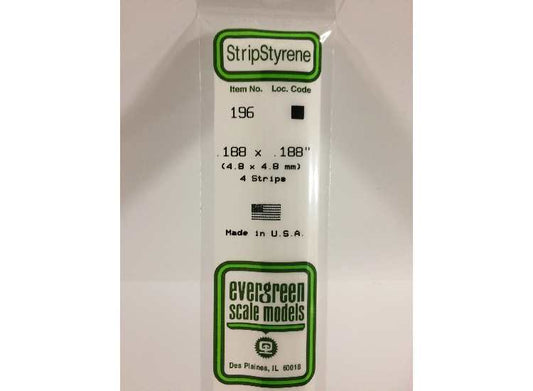 StripStyrene
Item No. Loc. Code
196
.188 x .188"
(4.8 x 4.8 mm)
4 Strips
Made in U.S.A.
evergreen
scale models
Des Plaines, IL 60018